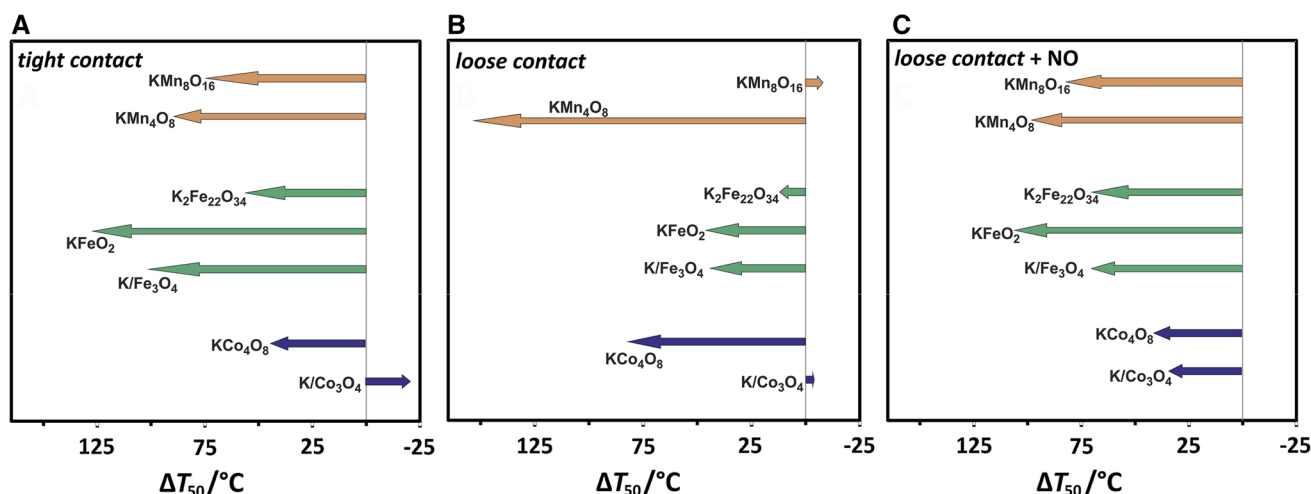 A
tight contact
KMn₈O₁₆
KMn₄O₈
K₂Fe₂₂O₃₄
KFeO₂
K/Fe₃O₄
KCo₄O₈
K/Co₃O₄
125 75 25 -25
ΔT₅₀/°C
B
loose contact
KMn₈O₁₆
KMn₄O₈
K₂Fe₂₂O₃₄
KFeO₂
K/Fe₃O₄
KCo₄O₈
K/Co₃O₄
125 75 25 -25
ΔT₅₀/°C
C
loose contact + NO
KMn₈O₁₆
KMn₄O₈
K₂Fe₂₂O₃₄
KFeO₂
K/Fe₃O₄
KCo₄O₈
K/Co₃O₄
125 75 25 -25
ΔT₅₀/°C